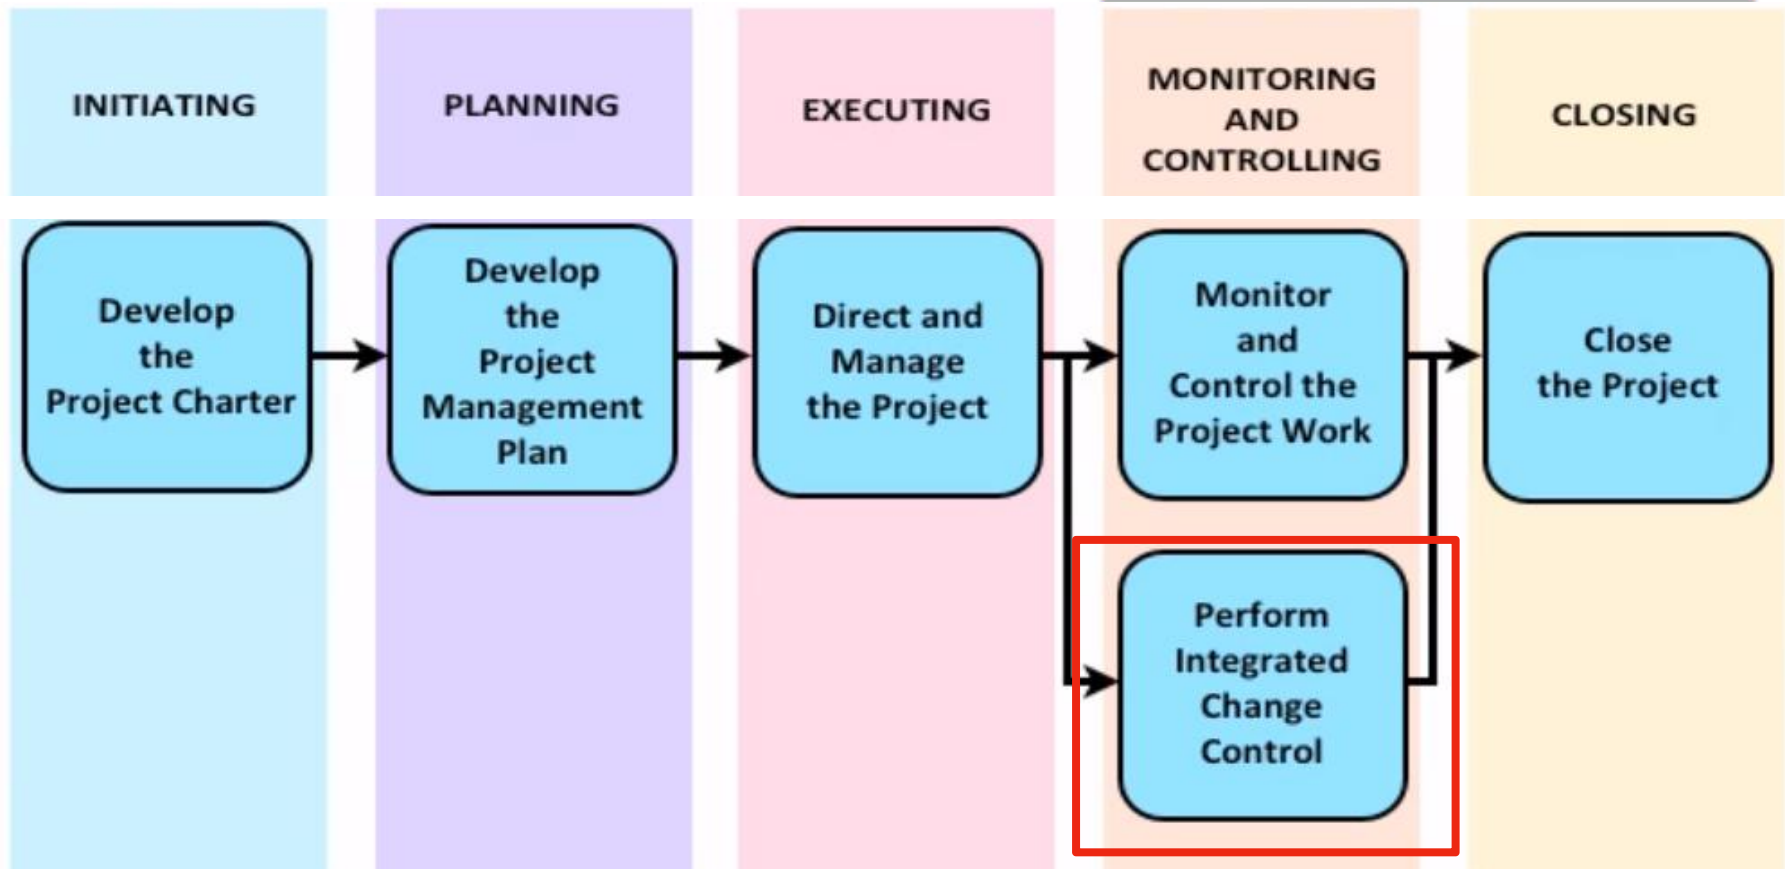 INITIATING
PLANNING
EXECUTING
MONITORING
AND
CONTROLLING
CLOSING
Develop
the
Project Charter
Develop
the
Project
Management
Plan
Direct and
Manage
the Project
Monitor
and
Control the
Project Work
Close
the Project
Perform
Integrated
Change
Control